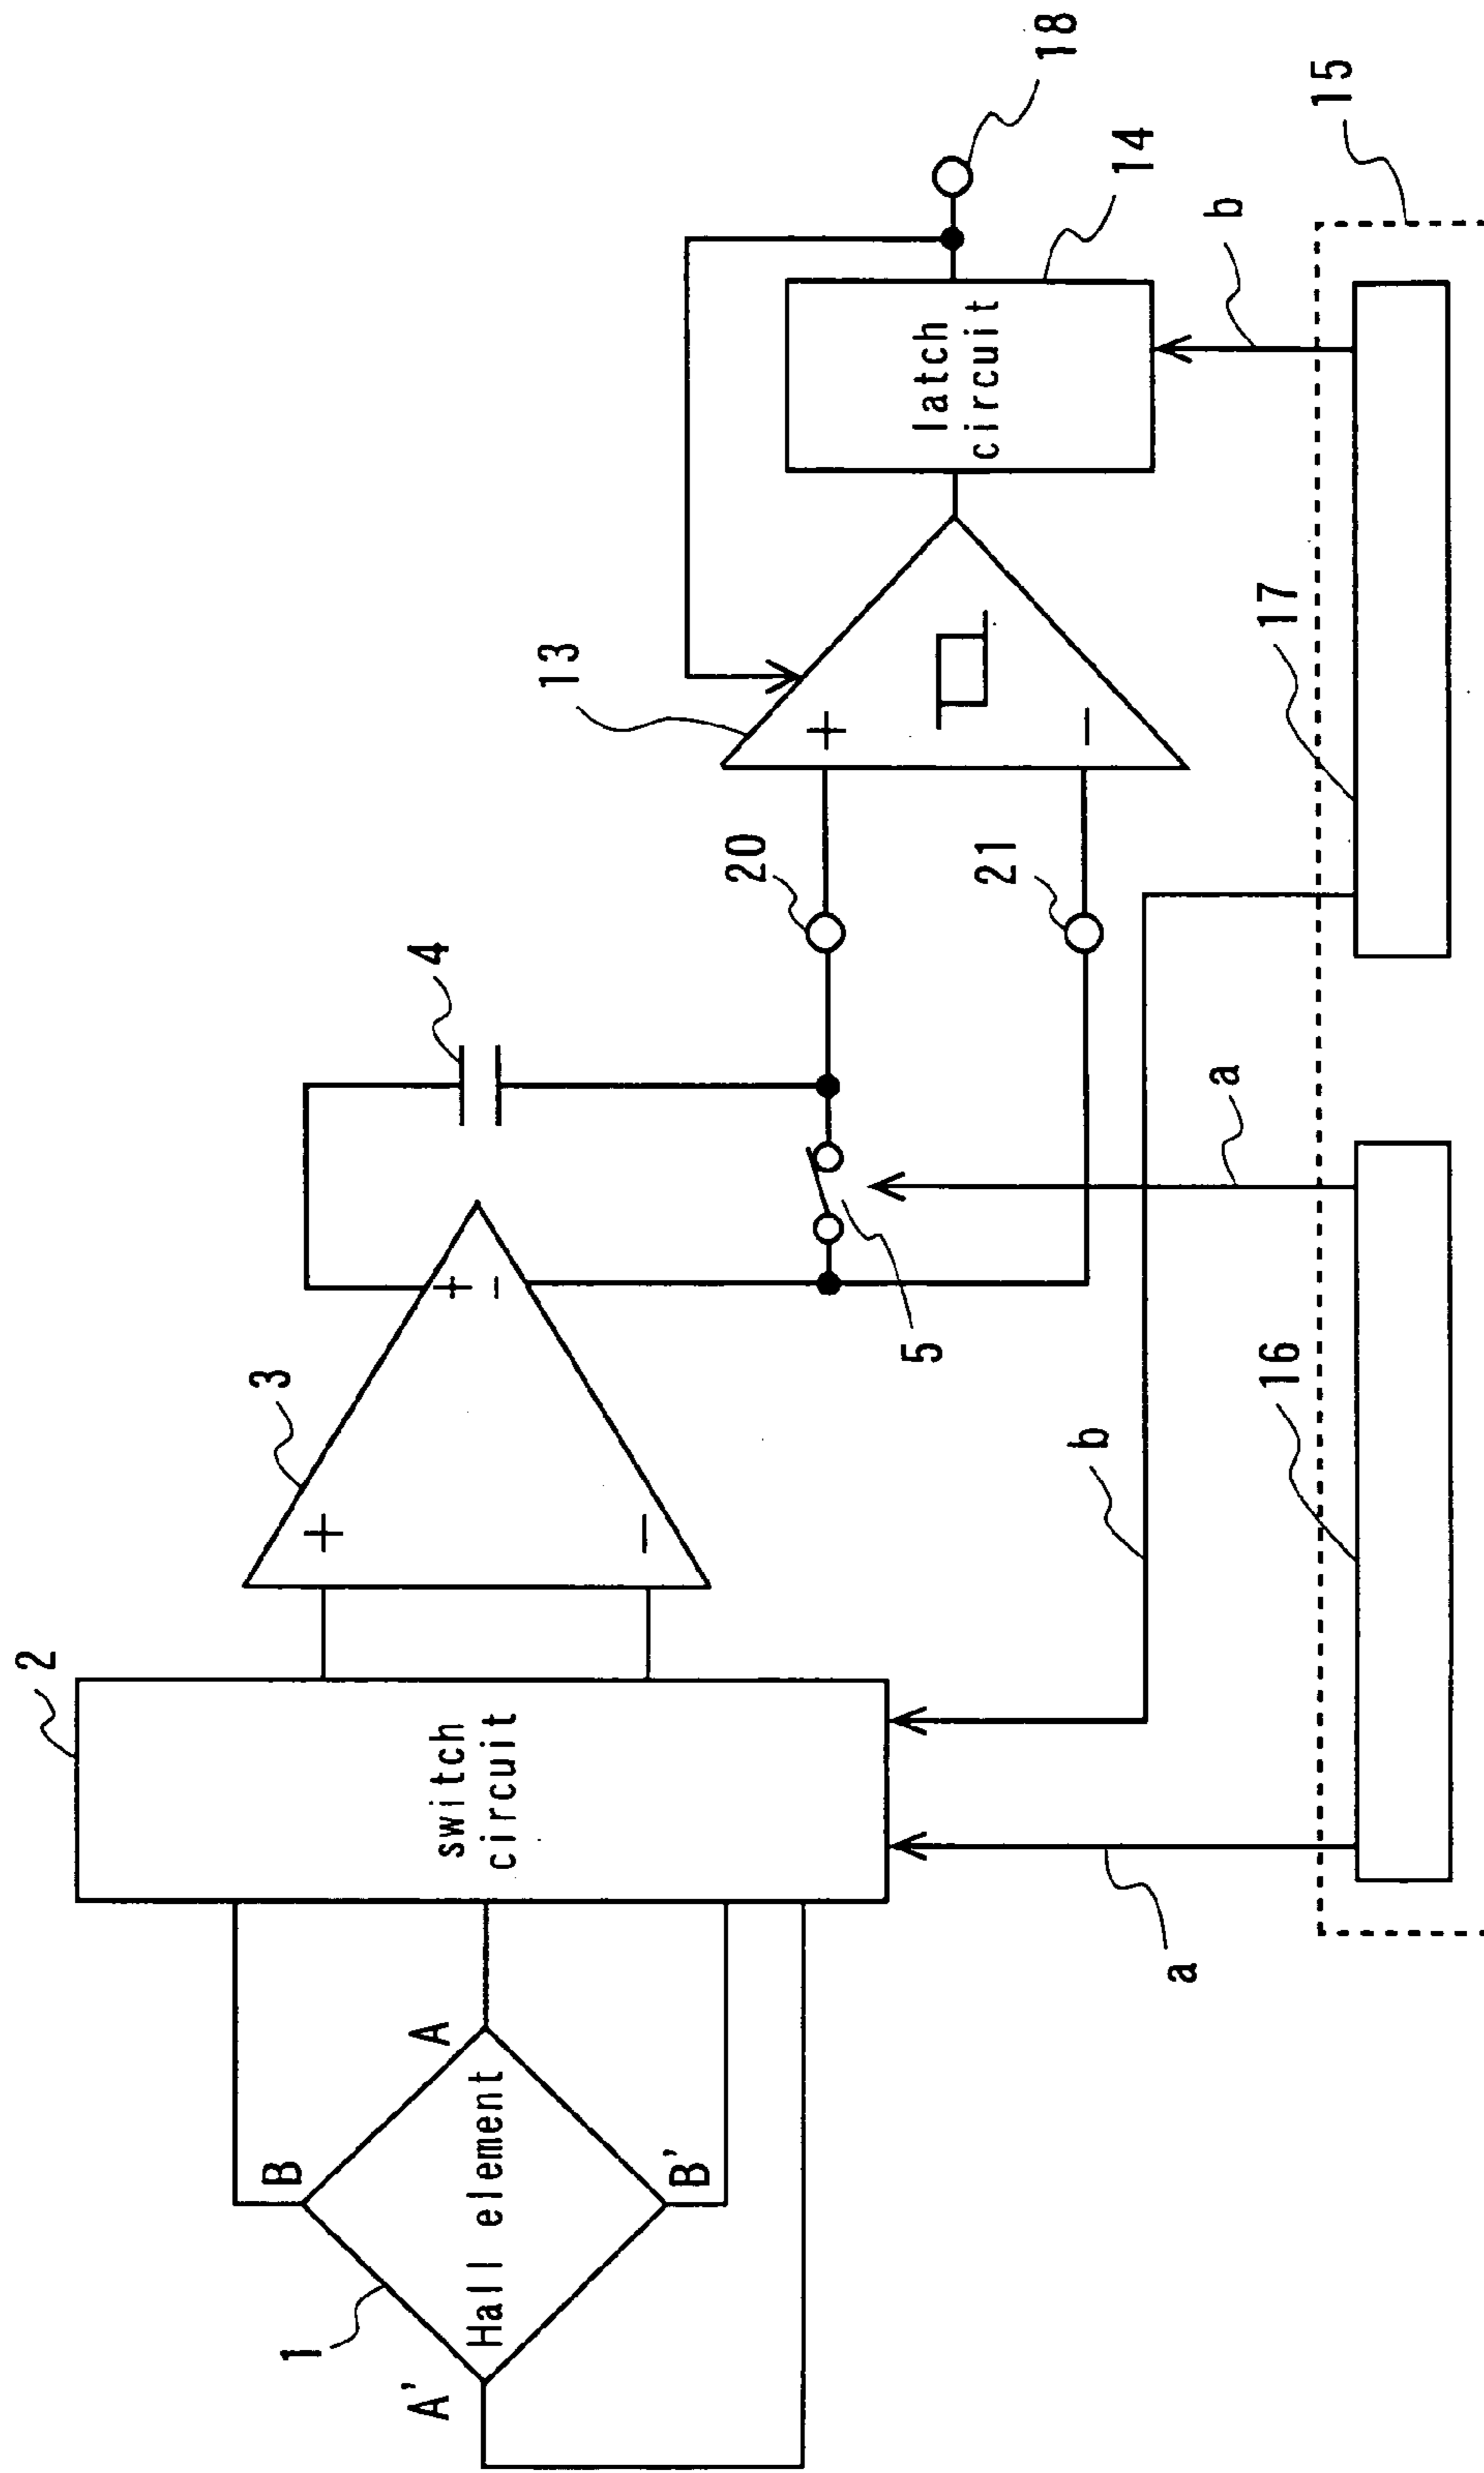 1
A'
B
Hall element
A
B'
2
switch
circuit
3
+
-
+
-
4
5
20
21
13
+
-
latch
circuit
14
18
a
b
a
b
15
16
17